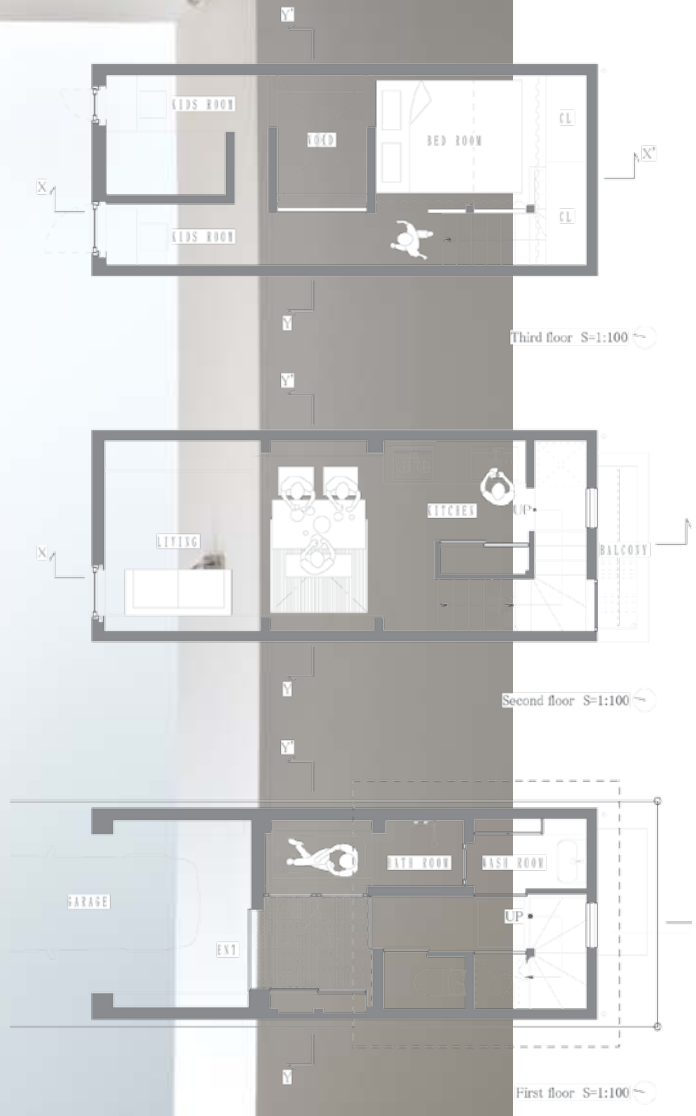 Y'
KIDS ROOM
VOID
BED ROOM
CL
X
X'
CL
KIDS ROOM
Y
Third floor S=1:100
Y'
KITCHEN
UP
LIVING
BALCONY
X
Y
Second floor S=1:100
Y'
BATH ROOM
WASH ROOM
GARAGE
UP
ENT
Y
First floor S=1:100